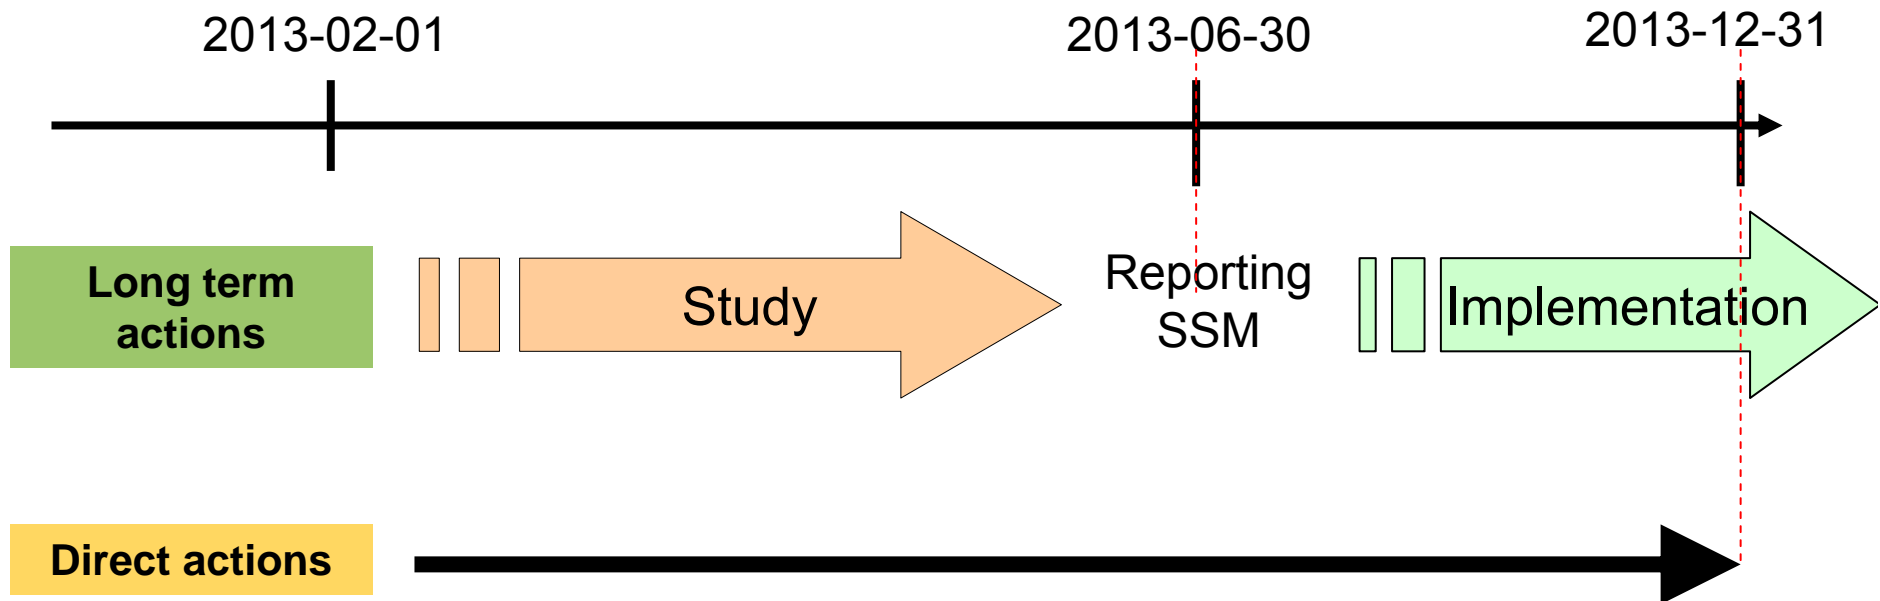 2013-02-01
2013-06-30
2013-12-31
Long term
actions
Study
Reporting
SSM
Implementation
Direct actions